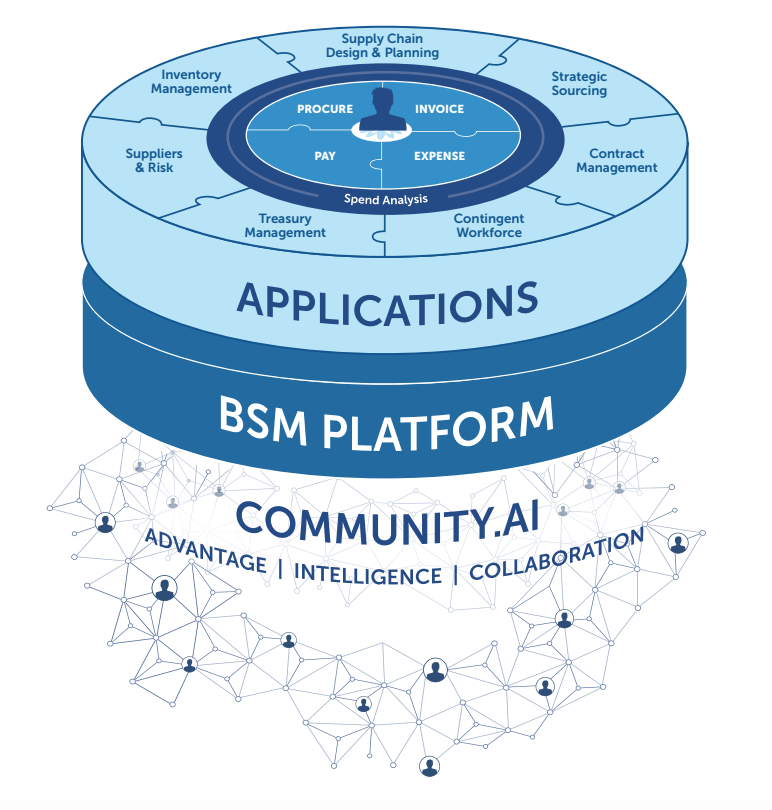 Supply Chain
Design & Planning
Inventory
Management
Strategic
Sourcing
PROCURE
INVOICE
Suppliers
& Risk
PAY
EXPENSE
Contract
Management
Spend Analysis
Treasury
Management
Contingent
Workforce
APPLICATIONS
BSM PLATFORM
COMMUNITY.AI
ADVANTAGE | INTELLIGENCE | COLLABORATION